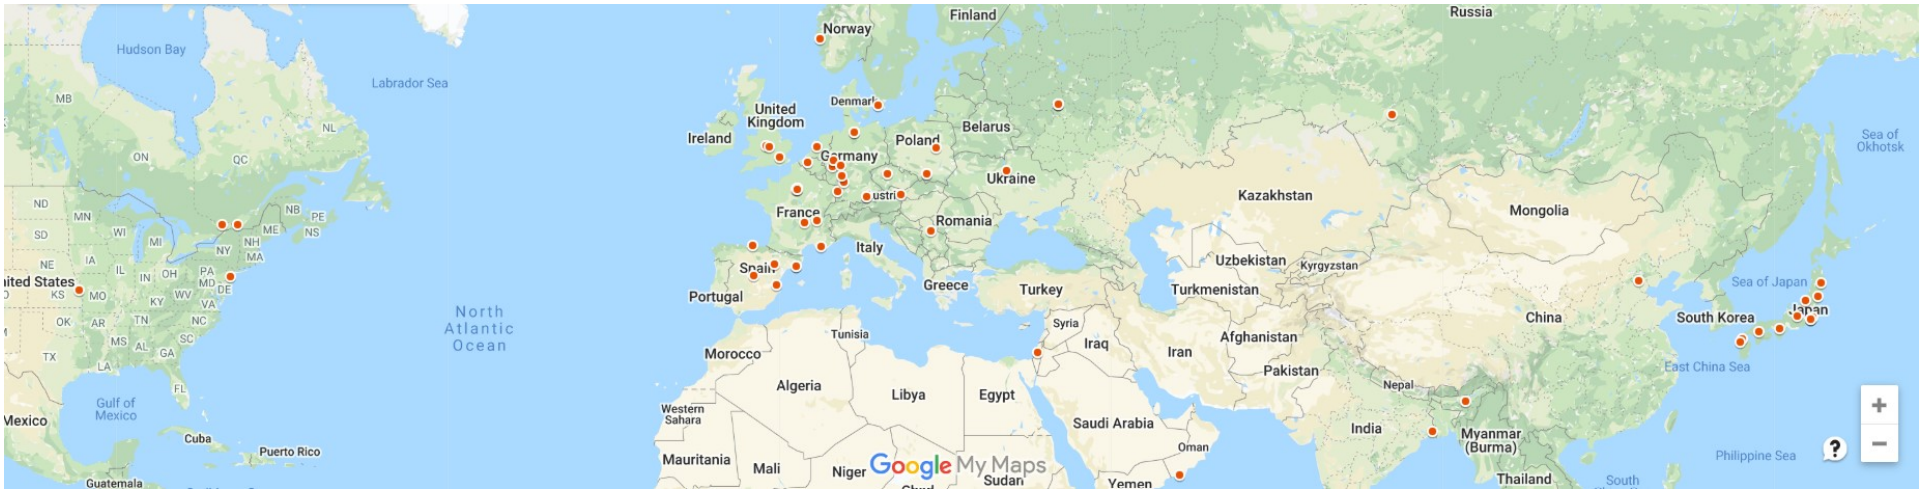 Finland
Russia
Norway
Hudson Bay
Labrador Sea
MB
Denmark
United
Kingdom
NL
Belarus
Ireland
Poland
Sea of
Okhotsk
ON
QC
Germany
Ukraine
Kazakhstan
ustri
ND
MN
NB
PE
France
Mongolia
WI
ME
NS
Romania
SD
MI
NH
NY
MA
Italy
IA
Uzbekistan
Kyrgyzstan
NE
IL
IN
OH
PA
MD
Spain
ited States
DE
Greece
Turkey
Turkmenistan
Sea of Japan
KS
MO
WV
Portugal
KY
VA
North
Atlantic
Ocean
Japan
South Korea
China
OK
AR
TN
NC
Syria
Tunisia
Afghanistan
MS
AL
SC
Iraq
Iran
Morocco
GA
TX
LA
East China Sea
Pakistan
Algeria
Libya
Egypt
Nepal
FL
Gulf of
Mexico
Western
Sahara
Saudi Arabia
Mexico
India
Myanmar
(Burma)
Cuba
Puerto Rico
Oman
Mauritania
Mali
Niger
Google My Maps
Philippine Sea
Sudan
Yemen
Thailand
South
Guatemala
+
−
?